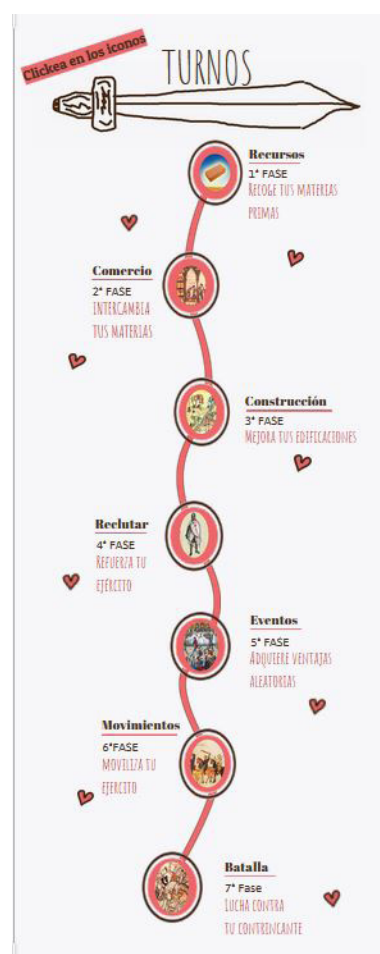 Clickea en los iconos
TURNOS
Recursos
1ª FASE
RECOGE TUS MATERIAS
PRIMAS
Comercio
2ª FASE
INTERCAMBIA
TUS MATERIAS
Construcción
3ª FASE
MEJORA TUS EDIFICACIONES
Reclutar
4ª FASE
REFUERZA TU
EJÉRCITO
Eventos
5ª FASE
ADQUIERE VENTAJAS
ALEATORIAS
Movimientos
6ªFASE
MOVILIZA TU
EJERCITO
Batalla
7ª Fase
LUCHA CONTRA
TU CONTRINCANTE